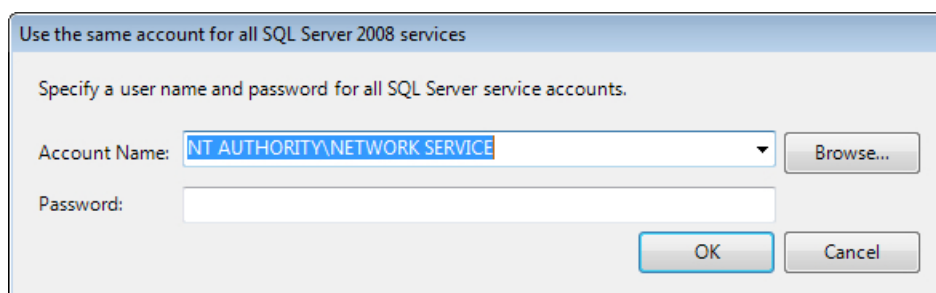 Use the same account for all SQL Server 2008 services
Specify a user name and password for all SQL Server service accounts.
Account Name: NT AUTHORITY\NETWORK SERVICE Browse...
Password:
OK Cancel